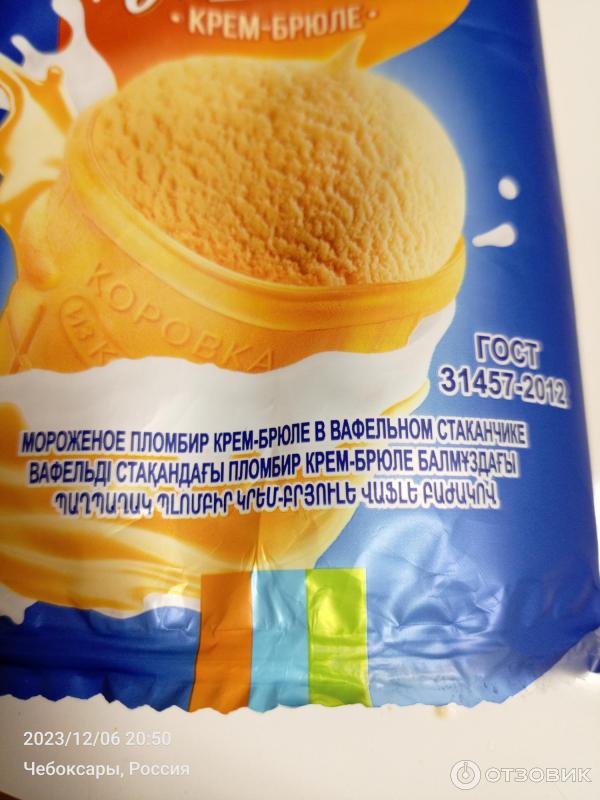 • КРЕМ-БРЮЛЕ •
КОРОВКА
ИЗ К
ГОСТ
31457-2012
МОРОЖЕНОЕ ПЛОМБИР КРЕМ-БРЮЛЕ В ВАФЕЛЬНОМ СТАКАНЧИКЕ
ВАФЕЛЬДІ СТАҚАНДАҒЫ ПЛОМБИР КРЕМ-БРЮЛЕ БАЛМҰЗДАҒЫ
ՊԱՂՊԱՂԱԿ ՊԼՈՄԲԻՐ ԿՐԵՄ-ԲՐՅՈՒԼԵ ՎԱՖԼԵ ԲԱԺԱԿՈՎ
2023/12/06 20:50
Чебоксары, Россия
ОТЗОВИК